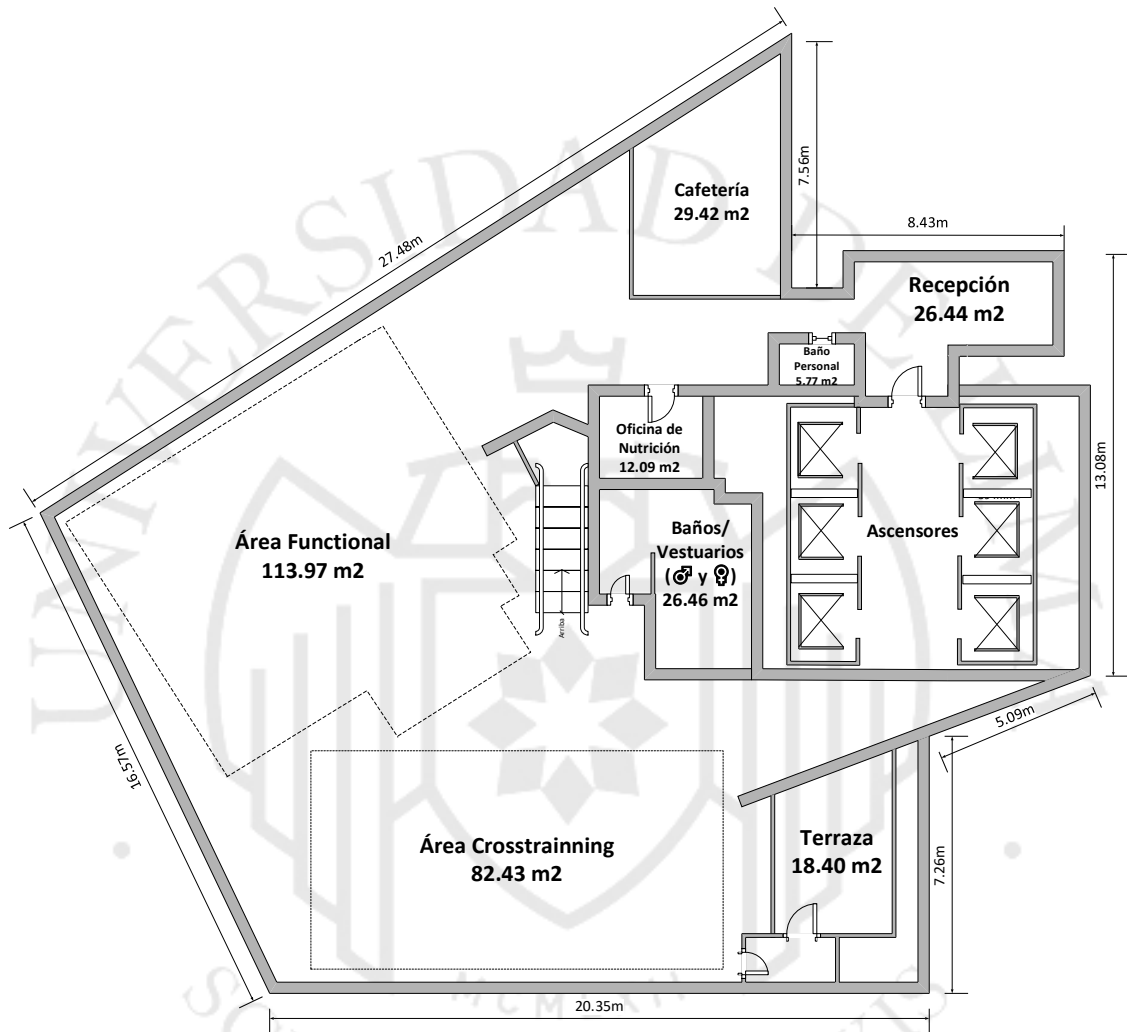 27.48m
7.56m
Cafetería
29.42 m2
8.43m
Recepción
26.44 m2
Baño
Personal
5.77 m2
Oficina de
Nutrición
12.09 m2
13.08m
Ascensores
Área Functional
113.97 m2
Baños/
Vestuarios
(♂ y ♀)
26.46 m2
Arriba
5.09m
16.57m
Área Crosstrainning
82.43 m2
Terraza
18.40 m2
7.26m
20.35m
UNIVERSIDAD DEL